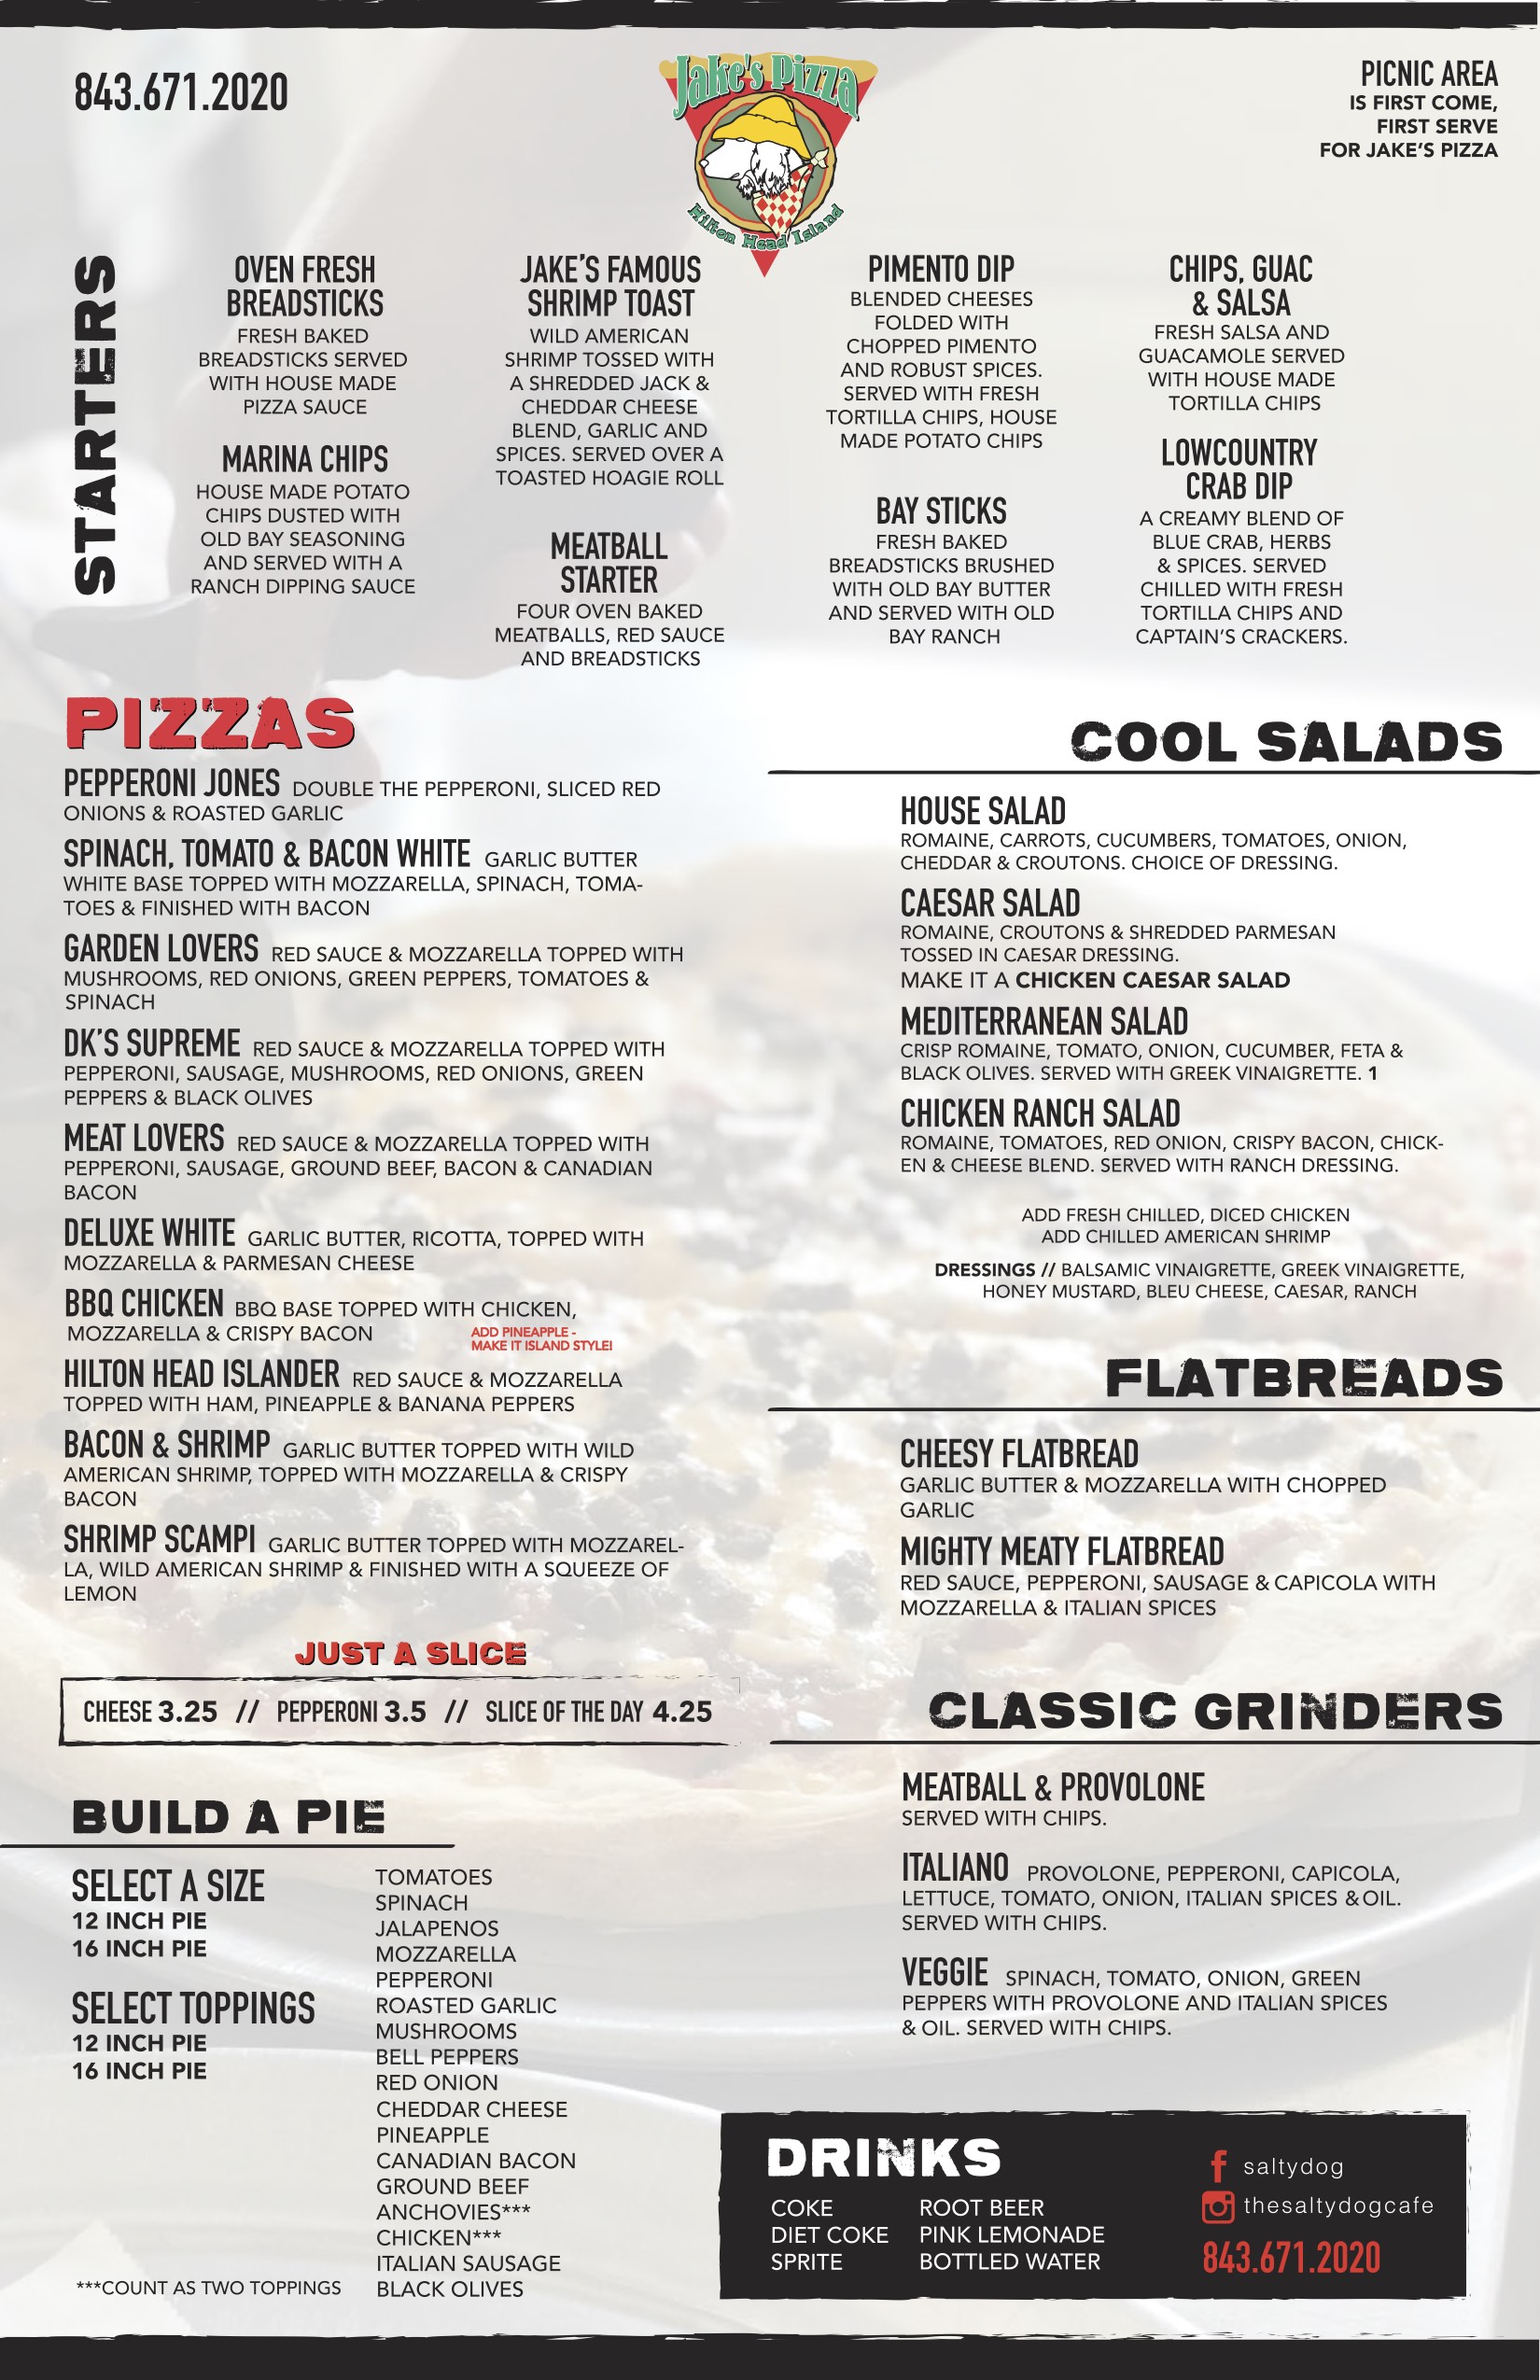 843.671.2020
Jake's Pizza
Hilton Head Island
PICNIC AREA
IS FIRST COME,
FIRST SERVE
FOR JAKE'S PIZZA
STARTERS
OVEN FRESH
BREADSTICKS
FRESH BAKED
BREADSTICKS SERVED
WITH HOUSE MADE
PIZZA SAUCE
MARINA CHIPS
HOUSE MADE POTATO
CHIPS DUSTED WITH
OLD BAY SEASONING
AND SERVED WITH A
RANCH DIPPING SAUCE
JAKE'S FAMOUS
SHRIMP TOAST
WILD AMERICAN
SHRIMP TOSSED WITH
A SHREDDED JACK &
CHEDDAR CHEESE
BLEND, GARLIC AND
SPICES. SERVED OVER A
TOASTED HOAGIE ROLL
MEATBALL
STARTER
FOUR OVEN BAKED
MEATBALLS, RED SAUCE
AND BREADSTICKS
PIMENTO DIP
BLENDED CHEESES
FOLDED WITH
CHOPPED PIMENTO
AND ROBUST SPICES.
SERVED WITH FRESH
TORTILLA CHIPS, HOUSE
MADE POTATO CHIPS
BAY STICKS
FRESH BAKED
BREADSTICKS BRUSHED
WITH OLD BAY BUTTER
AND SERVED WITH OLD
BAY RANCH
CHIPS, GUAC
& SALSA
FRESH SALSA AND
GUACAMOLE SERVED
WITH HOUSE MADE
TORTILLA CHIPS
LOWCOUNTRY
CRAB DIP
A CREAMY BLEND OF
BLUE CRAB, HERBS
& SPICES. SERVED
CHILLED WITH FRESH
TORTILLA CHIPS AND
CAPTAIN'S CRACKERS.
PIZZAS
PEPPERONI JONES DOUBLE THE PEPPERONI, SLICED RED
ONIONS & ROASTED GARLIC
SPINACH, TOMATO & BACON WHITE GARLIC BUTTER
WHITE BASE TOPPED WITH MOZZARELLA, SPINACH, TOMA-
TOES & FINISHED WITH BACON
GARDEN LOVERS RED SAUCE & MOZZARELLA TOPPED WITH
MUSHROOMS, RED ONIONS, GREEN PEPPERS, TOMATOES &
SPINACH
DK'S SUPREME RED SAUCE & MOZZARELLA TOPPED WITH
PEPPERONI, SAUSAGE, MUSHROOMS, RED ONIONS, GREEN
PEPPERS & BLACK OLIVES
MEAT LOVERS RED SAUCE & MOZZARELLA TOPPED WITH
PEPPERONI, SAUSAGE, GROUND BEEF, BACON & CANADIAN
BACON
DELUXE WHITE GARLIC BUTTER, RICOTTA, TOPPED WITH
MOZZARELLA & PARMESAN CHEESE
BBQ CHICKEN BBQ BASE TOPPED WITH CHICKEN,
MOZZARELLA & CRISPY BACON
ADD PINEAPPLE -
MAKE IT ISLAND STYLE!
HILTON HEAD ISLANDER RED SAUCE & MOZZARELLA
TOPPED WITH HAM, PINEAPPLE & BANANA PEPPERS
BACON & SHRIMP GARLIC BUTTER TOPPED WITH WILD
AMERICAN SHRIMP, TOPPED WITH MOZZARELLA & CRISPY
BACON
SHRIMP SCAMPI GARLIC BUTTER TOPPED WITH MOZZAREL-
LA, WILD AMERICAN SHRIMP & FINISHED WITH A SQUEEZE OF
LEMON
JUST A SLICE
CHEESE 3.25 // PEPPERONI 3.5 // SLICE OF THE DAY 4.25
BUILD A PIE
SELECT A SIZE
12 INCH PIE
16 INCH PIE
SELECT TOPPINGS
12 INCH PIE
16 INCH PIE
***COUNT AS TWO TOPPINGS
TOMATOES
SPINACH
JALAPENOS
MOZZARELLA
PEPPERONI
ROASTED GARLIC
MUSHROOMS
BELL PEPPERS
RED ONION
CHEDDAR CHEESE
PINEAPPLE
CANADIAN BACON
GROUND BEEF
ANCHOVIES***
CHICKEN***
ITALIAN SAUSAGE
BLACK OLIVES
COOL SALADS
HOUSE SALAD
ROMAINE, CARROTS, CUCUMBERS, TOMATOES, ONION,
CHEDDAR & CROUTONS. CHOICE OF DRESSING.
CAESAR SALAD
ROMAINE, CROUTONS & SHREDDED PARMESAN
TOSSED IN CAESAR DRESSING.
MAKE IT A CHICKEN CAESAR SALAD
MEDITERRANEAN SALAD
CRISP ROMAINE, TOMATO, ONION, CUCUMBER, FETA &
BLACK OLIVES. SERVED WITH GREEK VINAIGRETTE. 1
CHICKEN RANCH SALAD
ROMAINE, TOMATOES, RED ONION, CRISPY BACON, CHICK-
EN & CHEESE BLEND. SERVED WITH RANCH DRESSING.
ADD FRESH CHILLED, DICED CHICKEN
ADD CHILLED AMERICAN SHRIMP
DRESSINGS // BALSAMIC VINAIGRETTE, GREEK VINAIGRETTE,
HONEY MUSTARD, BLEU CHEESE, CAESAR, RANCH
FLATBREADS
CHEESY FLATBREAD
GARLIC BUTTER & MOZZARELLA WITH CHOPPED
GARLIC
MIGHTY MEATY FLATBREAD
RED SAUCE, PEPPERONI, SAUSAGE & CAPICOLA WITH
MOZZARELLA & ITALIAN SPICES
CLASSIC GRINDERS
MEATBALL & PROVOLONE
SERVED WITH CHIPS.
ITALIANO PROVOLONE, PEPPERONI, CAPICOLA,
LETTUCE, TOMATO, ONION, ITALIAN SPICES & OIL.
SERVED WITH CHIPS.
VEGGIE SPINACH, TOMATO, ONION, GREEN
PEPPERS WITH PROVOLONE AND ITALIAN SPICES
& OIL. SERVED WITH CHIPS.
DRINKS
COKE
DIET COKE
SPRITE
ROOT BEER
PINK LEMONADE
BOTTLED WATER
saltydog
thesaltydogcafe
843.671.2020